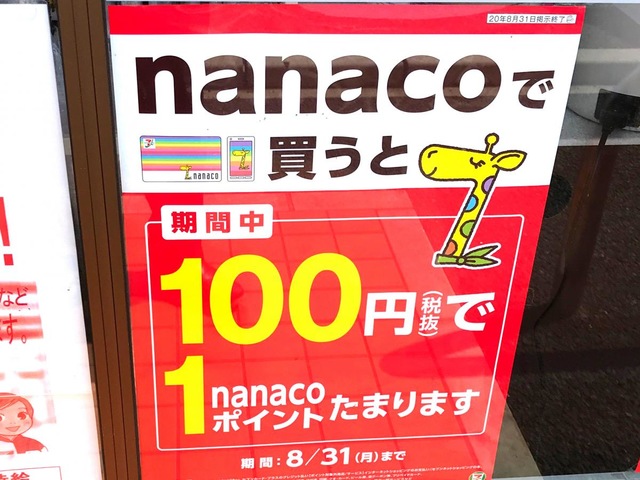 20年8月31日掲示終了
nanacoで
買うと
nanaco
期間中
100円(税抜)で
1nanaco
ポイントたまります
期間:8/31(月)まで
!
など
す。